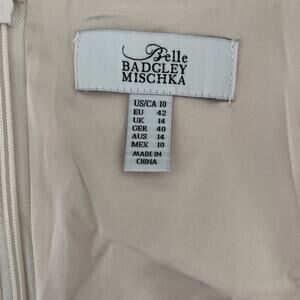 Belle
BADGLEY
MISCHKA
US/CA 10
EU 42
UK 14
GER 40
AUS 14
MEX 10
MADE IN
CHINA